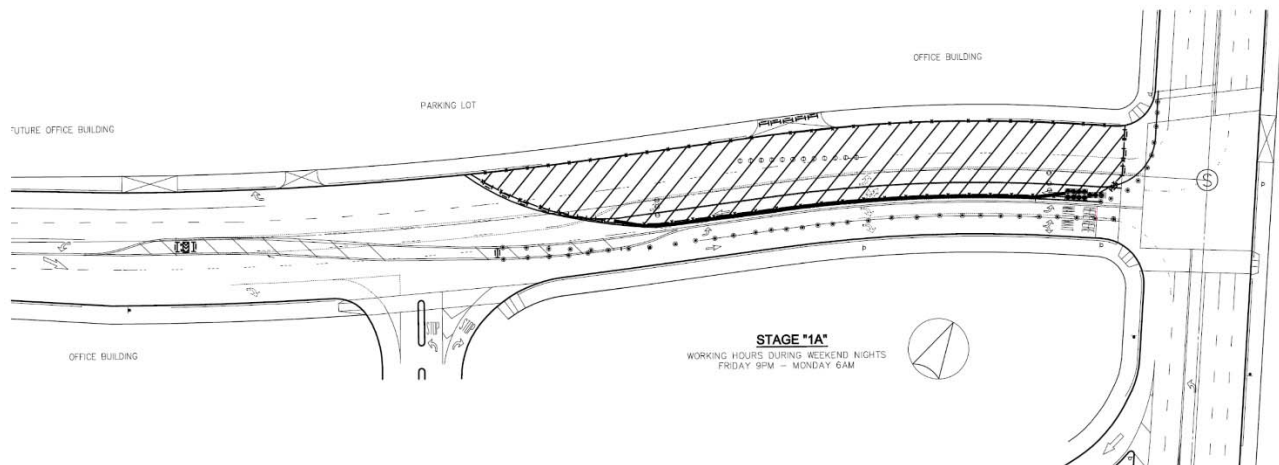 OFFICE BUILDING
PARKING LOT
FUTURE OFFICE BUILDING
S
STOP
STOP
OFFICE BUILDING
STAGE "1A"
WORKING HOURS DURING WEEKEND NIGHTS
FRIDAY 9PM – MONDAY 6AM